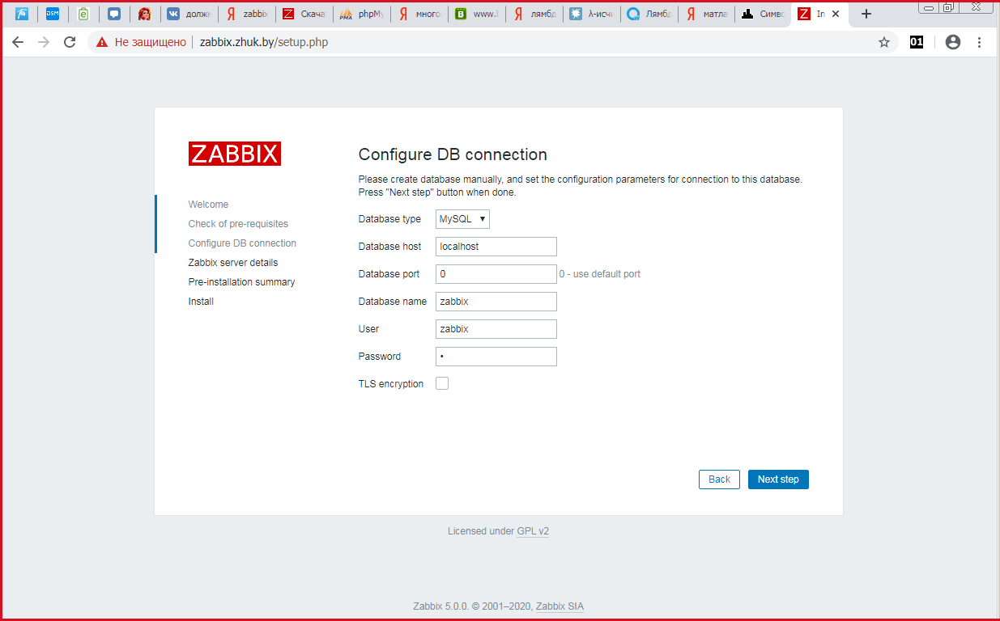 DSM
должн
zabbix
Скача
phpMy
много
www.l
лямбд
λ-исчи
Лямбд
матла
Симво
In
Не защищено
zabbix.zhuk.by/setup.php
01
ZABBIX
Welcome
Check of pre-requisites
Configure DB connection
Zabbix server details
Pre-installation summary
Install
Configure DB connection
Please create database manually, and set the configuration parameters for connection to this database.
Press "Next step" button when done.
Database type MySQL
Database host localhost
Database port 0 0 - use default port
Database name zabbix
User zabbix
Password •
TLS encryption
Back Next step
Licensed under GPL v2
Zabbix 5.0.0. © 2001–2020, Zabbix SIA